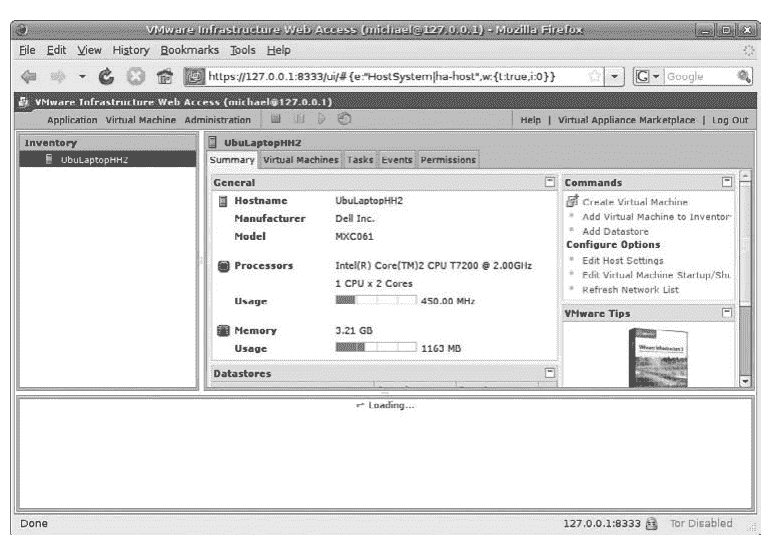 VMware Infrastructure Web Access (michael@127.0.0.1) - Mozilla Firefox
File Edit View History Bookmarks Tools Help
https://127.0.0.1:8333/ui/#{e:"HostSystem|ha-host",w:{t:true,i:0}}
G Google
VMware Infrastructure Web Access (michael@127.0.0.1)
Application Virtual Machine Administration
Help | Virtual Appliance Marketplace | Log Out
Inventory
UbuLaptopHH2
UbuLaptopHH2
Summary Virtual Machines Tasks Events Permissions
General
Hostname UbuLaptopHH2
Manufacturer Dell Inc.
Model MXC061
Processors Intel(R) Core(TM)2 CPU T7200 @ 2.00GHz
1 CPU x 2 Cores
Usage 450.00 MHz
Memory 3.21 GB
Usage 1163 MB
Datastores
Commands
Create Virtual Machine
Add Virtual Machine to Inventor
Add Datastore
Configure Options
Edit Host Settings
Edit Virtual Machine Startup/Shu
Refresh Network List
VMware Tips
Loading...
Done
127.0.0.1:8333 Tor Disabled